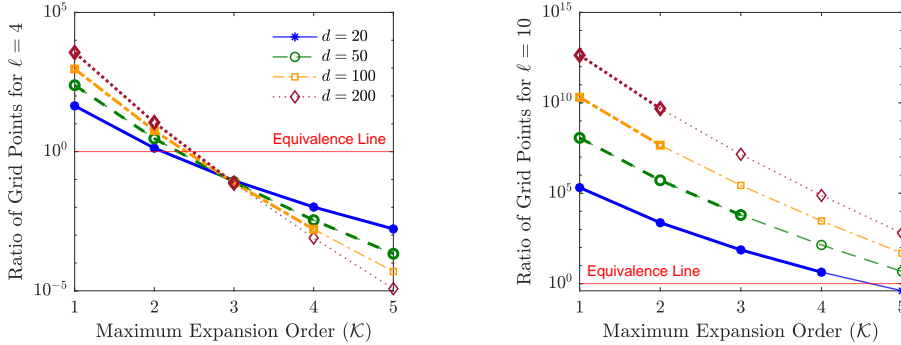 Ratio of Grid Points for ℓ = 4
10^5
10^0
10^-5
d = 20
d = 50
d = 100
d = 200
Equivalence Line
1 2 3 4 5
Maximum Expansion Order (𝒦)
Ratio of Grid Points for ℓ = 10
10^15
10^10
10^5
10^0
Equivalence Line
1 2 3 4 5
Maximum Expansion Order (𝒦)